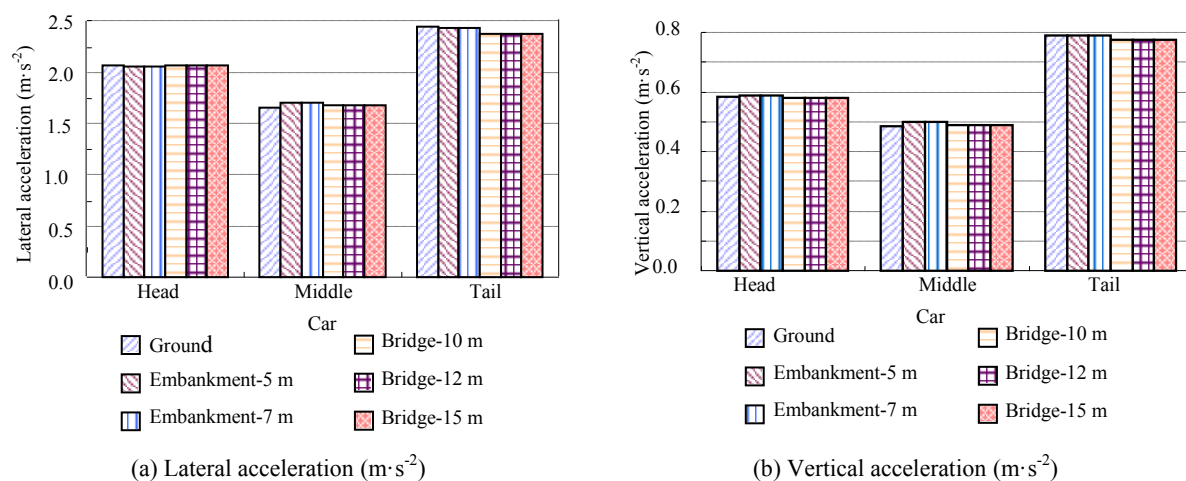 2.5
2.0
1.5
1.0
0.5
0.0
Lateral acceleration (m·s-2)
Head Middle Tail
Car
Ground
Embankment-5 m
Embankment-7 m
Bridge-10 m
Bridge-12 m
Bridge-15 m
(a) Lateral acceleration (m·s-2)
0.8
0.6
0.4
0.2
0.0
Vertical acceleration (m·s-2)
Head Middle Tail
Car
Ground
Embankment-5 m
Embankment-7 m
Bridge-10 m
Bridge-12 m
Bridge-15 m
(b) Vertical acceleration (m·s-2)